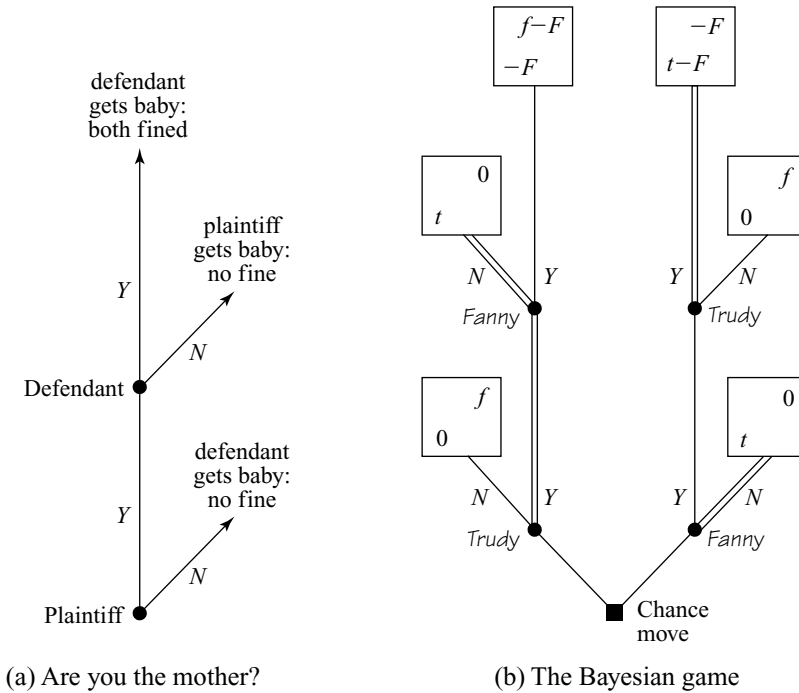 defendant
gets baby:
both fined
plaintiff
gets baby:
no fine
Y
N
Defendant
defendant
gets baby:
no fine
Y
N
Plaintiff
(a) Are you the mother?
f−F
−F
−F
t−F
0
t
f
0
N
Y
Y
N
Fanny
Trudy
f
0
0
t
N
Y
Y
N
Trudy
Fanny
Chance
move
(b) The Bayesian game